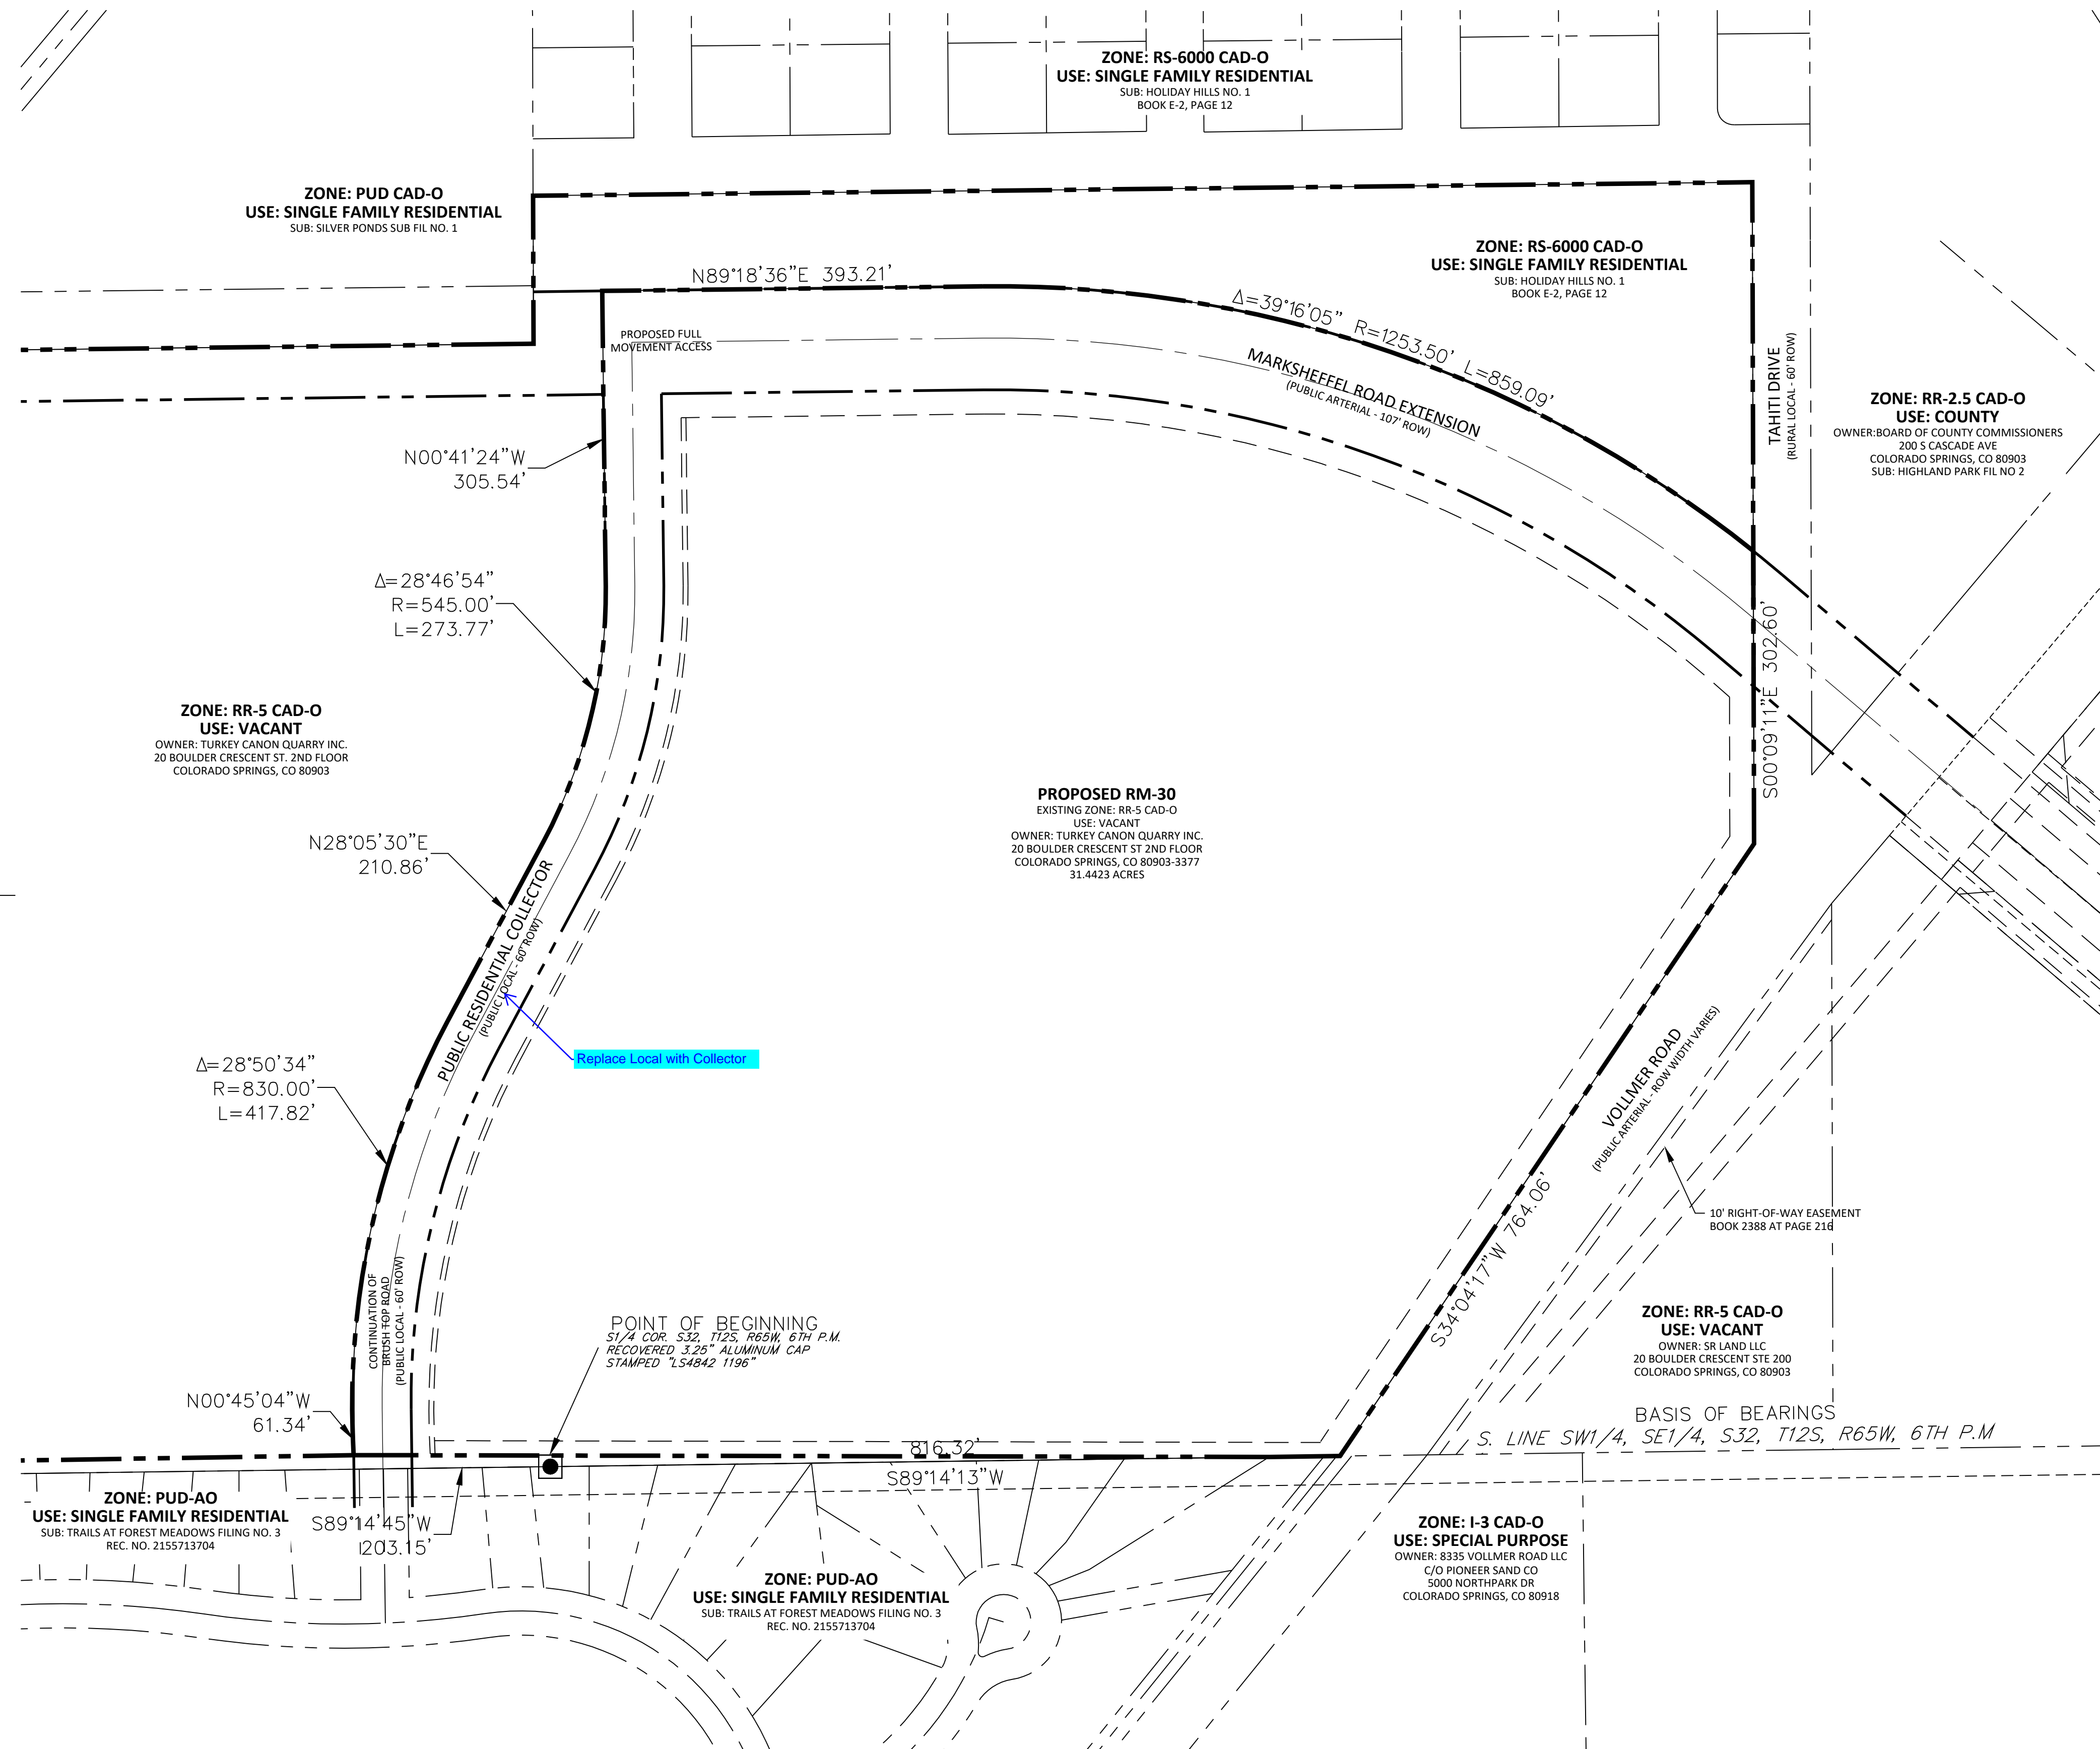 ZONE: RS-6000 CAD-O
USE: SINGLE FAMILY RESIDENTIAL
SUB: HOLIDAY HILLS NO. 1
BOOK E-2, PAGE 12
ZONE: PUD CAD-O
USE: SINGLE FAMILY RESIDENTIAL
SUB: SILVER PONDS SUB FIL NO. 1
ZONE: RS-6000 CAD-O
USE: SINGLE FAMILY RESIDENTIAL
SUB: HOLIDAY HILLS NO. 1
BOOK E-2, PAGE 12
N89°18'36"E 393.21'
Δ=39°16'05" R=1253.50' L=859.09'
PROPOSED FULL
MOVEMENT ACCESS
MARKSHEFFEL ROAD EXTENSION
(PUBLIC ARTERIAL - 107' ROW)
TAHITI DRIVE
(RURAL LOCAL - 60' ROW)
ZONE: RR-2.5 CAD-O
USE: COUNTY
OWNER:BOARD OF COUNTY COMMISSIONERS
200 S CASCADE AVE
COLORADO SPRINGS, CO 80903
SUB: HIGHLAND PARK FIL NO 2
N00°41'24"W
305.54'
Δ=28°46'54"
R=545.00'
L=273.77'
S00°09'11"E 302.60'
ZONE: RR-5 CAD-O
USE: VACANT
OWNER: TURKEY CANON QUARRY INC.
20 BOULDER CRESCENT ST. 2ND FLOOR
COLORADO SPRINGS, CO 80903
PROPOSED RM-30
EXISTING ZONE: RR-5 CAD-O
USE: VACANT
OWNER: TURKEY CANON QUARRY INC.
20 BOULDER CRESCENT ST 2ND FLOOR
COLORADO SPRINGS, CO 80903-3377
31.4423 ACRES
N28°05'30"E
210.86'
PUBLIC RESIDENTIAL COLLECTOR
(PUBLIC LOCAL - 60' ROW)
Replace Local with Collector
Δ=28°50'34"
R=830.00'
L=417.82'
VOLLMER ROAD
(PUBLIC ARTERIAL - ROW WIDTH VARIES)
S34°04'17"W 764.06'
10' RIGHT-OF-WAY EASEMENT
BOOK 2388 AT PAGE 216
CONTINUATION OF
BRUSH TOP ROAD
(PUBLIC LOCAL - 60' ROW)
POINT OF BEGINNING
S1/4 COR. S32, T12S, R65W, 6TH P.M.
RECOVERED 3.25" ALUMINUM CAP
STAMPED "LS4842 1196"
ZONE: RR-5 CAD-O
USE: VACANT
OWNER: SR LAND LLC
20 BOULDER CRESCENT STE 200
COLORADO SPRINGS, CO 80903
N00°45'04"W
61.34'
BASIS OF BEARINGS
S. LINE SW1/4, SE1/4, S32, T12S, R65W, 6TH P.M
816.32'
S89°14'13"W
ZONE: PUD-AO
USE: SINGLE FAMILY RESIDENTIAL
SUB: TRAILS AT FOREST MEADOWS FILING NO. 3
REC. NO. 2155713704
S89°14'45"W
203.15'
ZONE: I-3 CAD-O
USE: SPECIAL PURPOSE
OWNER: 8335 VOLLMER ROAD LLC
C/O PIONEER SAND CO
5000 NORTHPARK DR
COLORADO SPRINGS, CO 80918
ZONE: PUD-AO
USE: SINGLE FAMILY RESIDENTIAL
SUB: TRAILS AT FOREST MEADOWS FILING NO. 3
REC. NO. 2155713704